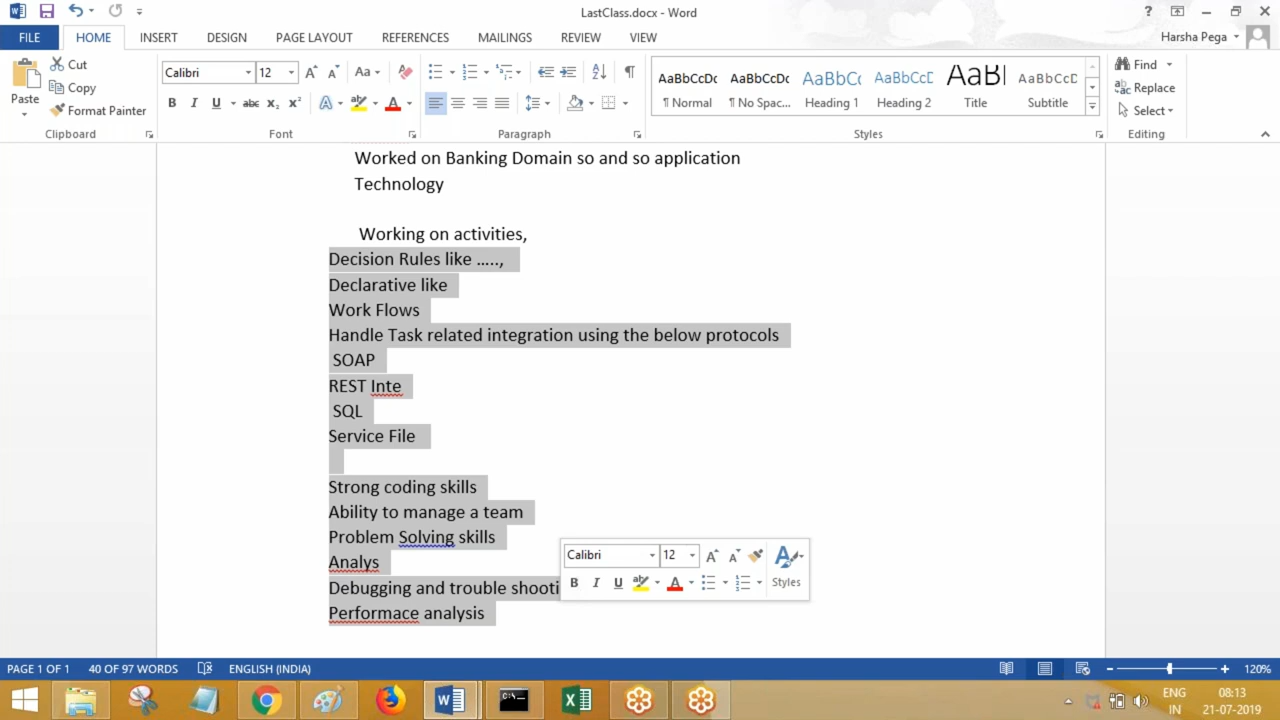 LastClass.docx - Word
FILE HOME INSERT DESIGN PAGE LAYOUT REFERENCES MAILINGS REVIEW VIEW Harsha Pega
Paste
Cut
Copy
Format Painter
Clipboard
Calibri 12
Font
Paragraph
AaBbCcDc AaBbCcDc AaBbCc AaBbCcD AaB AaBbCcD
¶ Normal ¶ No Spac... Heading 1 Heading 2 Title Subtitle
Styles
Find
Replace
Select
Editing
Worked on Banking Domain so and so application
Technology
Working on activities,
Decision Rules like …..,
Declarative like
Work Flows
Handle Task related integration using the below protocols
SOAP
REST Inte
SQL
Service File
Strong coding skills
Ability to manage a team
Problem Solving skills
Analys
Debugging and trouble shooti
Performace analysis
Calibri 12
B I U Styles
PAGE 1 OF 1 40 OF 97 WORDS ENGLISH (INDIA) 120%
ENG 08:13
IN 21-07-2019